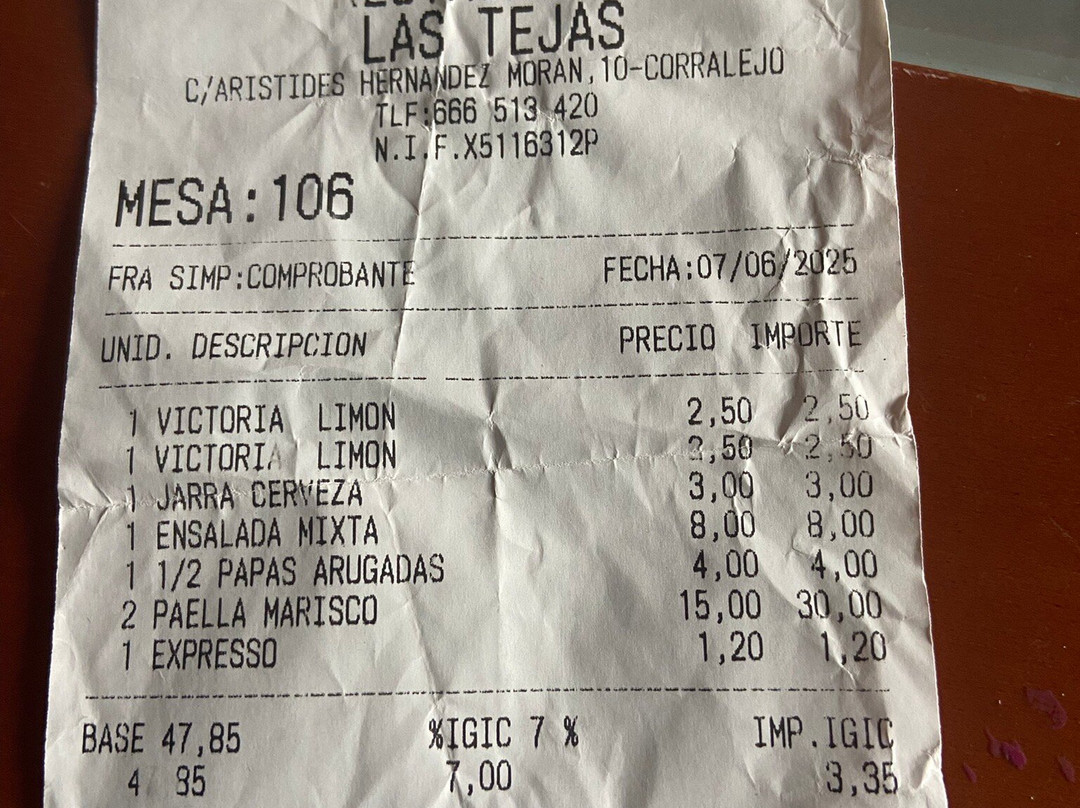 LAS TEJAS
C/ARISTIDES HERNANDEZ MORAN,10-CORRALEJO
TLF:666 513 420
N.I.F.X5116312P
MESA:106
FRA SIMP:COMPROBANTE FECHA:07/06/2025
UNID. DESCRIPCION PRECIO IMPORTE
1 VICTORIA LIMON 2,50 2,50
1 VICTORIA LIMON 2,50 2,50
1 JARRA CERVEZA 3,00 3,00
1 ENSALADA MIXTA 8,00 8,00
1 1/2 PAPAS ARUGADAS 4,00 4,00
2 PAELLA MARISCO 15,00 30,00
1 EXPRESSO 1,20 1,20
BASE 47,85 %IGIC 7 % IMP.IGIC
7,00 3,35